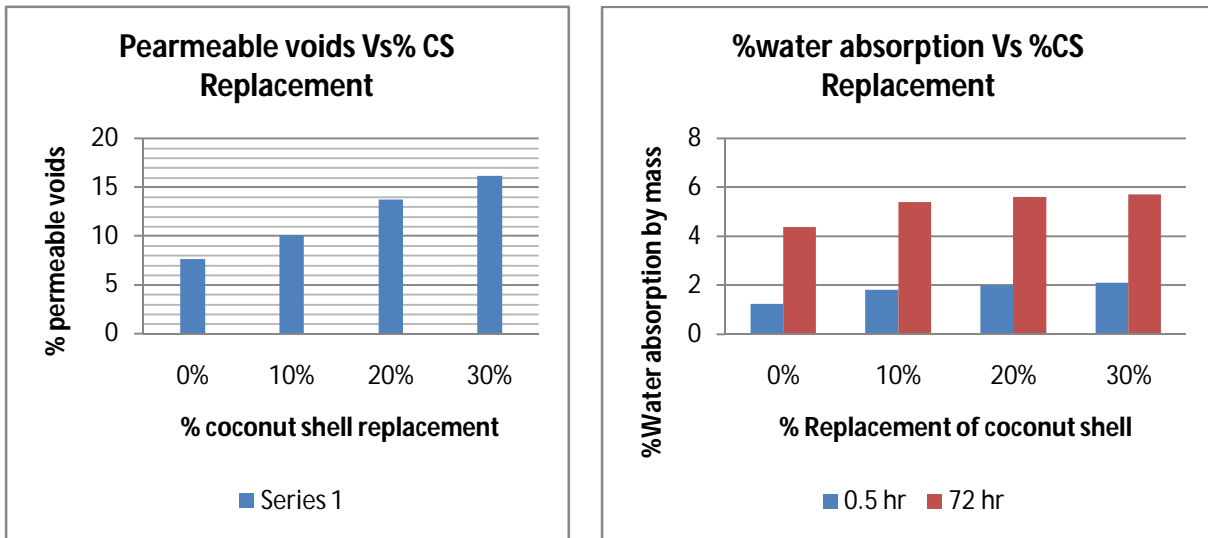 Pearmeable voids Vs% CS
Replacement
% permeable voids
20
15
10
5
0
0% 10% 20% 30%
% coconut shell replacement
Series 1
%water absorption Vs %CS
Replacement
%Water absorption by mass
8
6
4
2
0
0% 10% 20% 30%
% Replacement of coconut shell
0.5 hr 72 hr